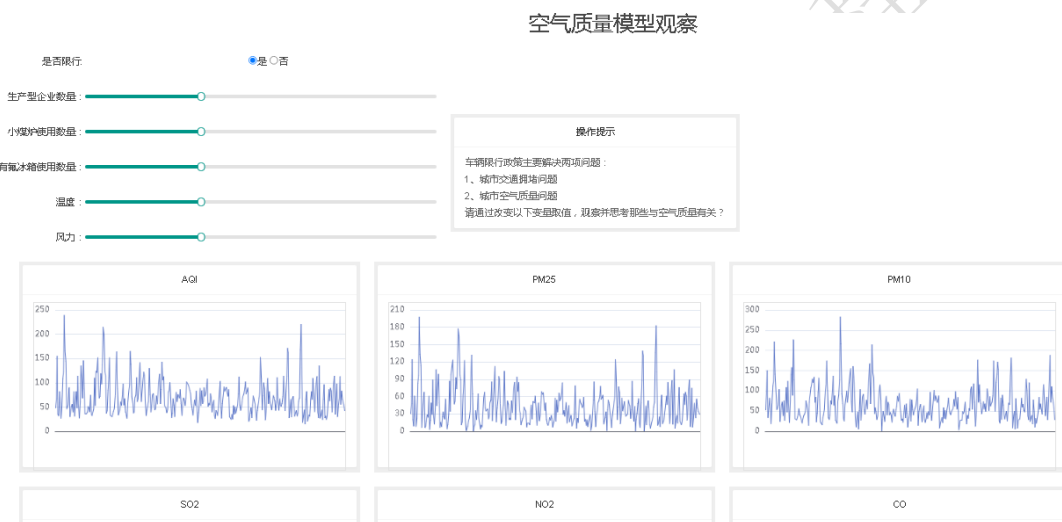 空气质量模型观察
是否限行:
是 否
生产型企业数量:
小煤炉使用数量:
有氟冰箱使用数量:
温度:
风力:
操作提示
车辆限行政策主要解决两项问题:
1、城市交通拥堵问题
2、城市空气质量问题
请通过改变以下变量取值,观察并思考那些与空气质量有关?
AQI
250
200
150
100
50
0
PM25
210
180
150
120
90
60
30
0
PM10
300
250
200
150
100
50
0
SO2
NO2
CO